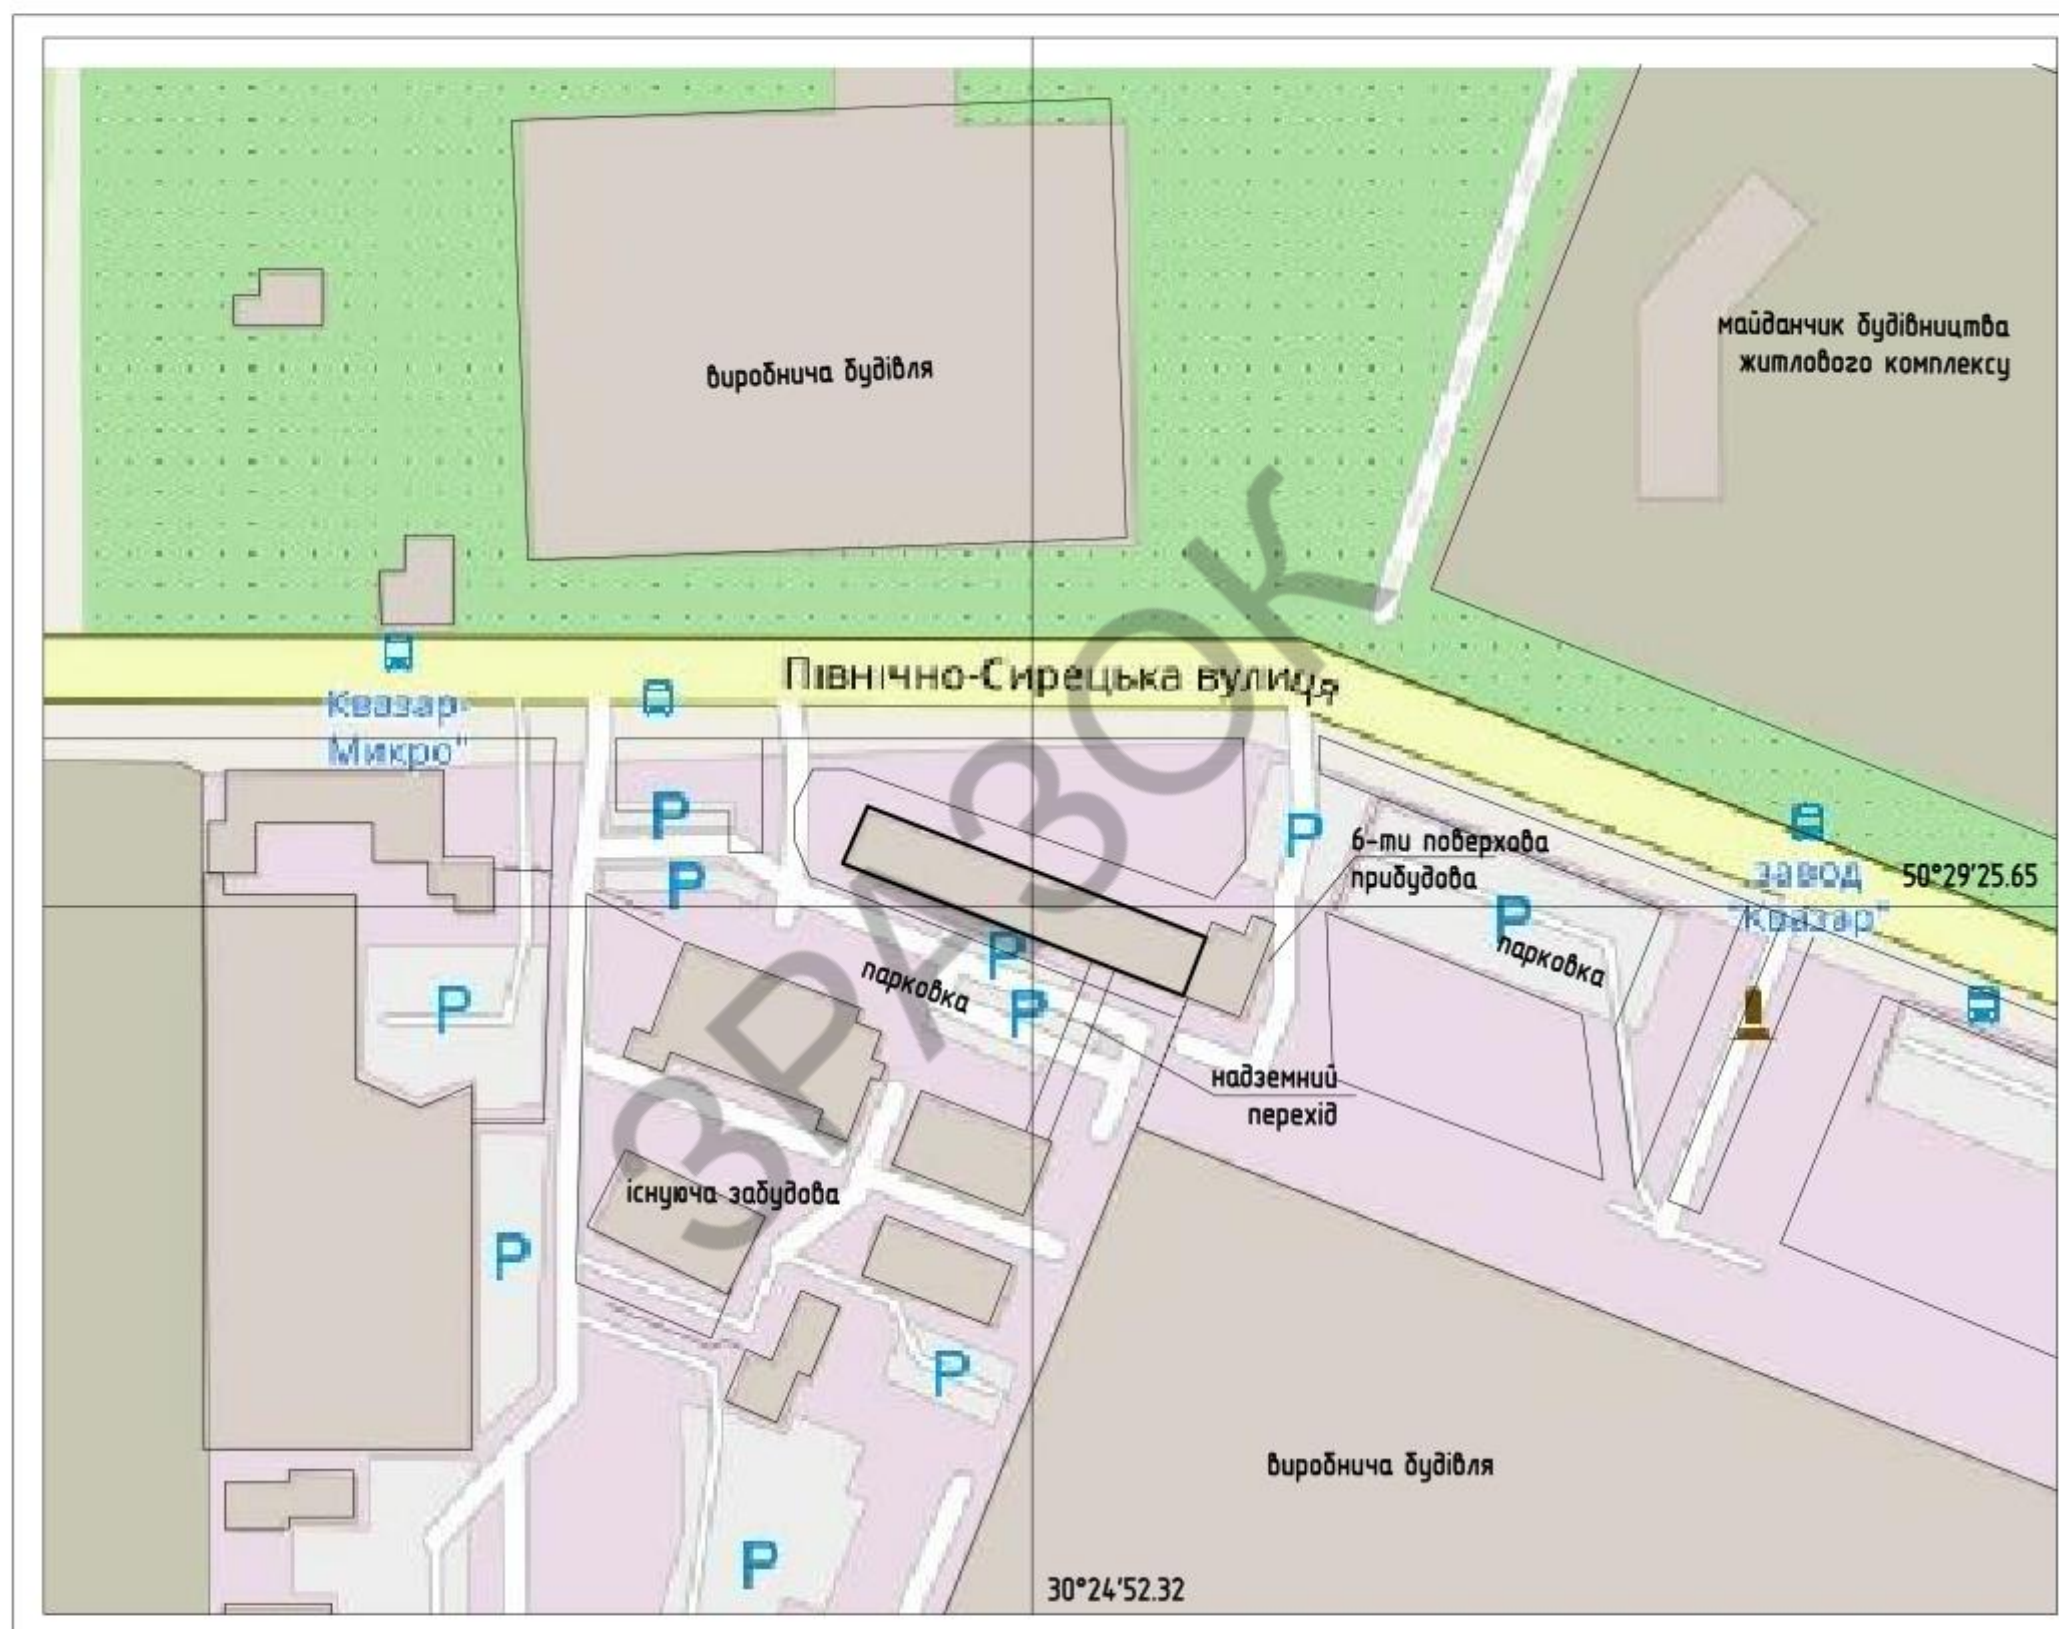 виробнича будівля
майданчик будівництва
житлового комплексу
Північно-Сирецька вулиця
Квазар-
Микро"
P
P
P
6-ти поверхова
прибудова
завод
"Квазар"
50°29'25.65
P
парковка
P
парковка
P
P
надземний
перехід
існуюча забудова
P
P
виробнича будівля
P
30°24'52.32
ЗРАЗОК